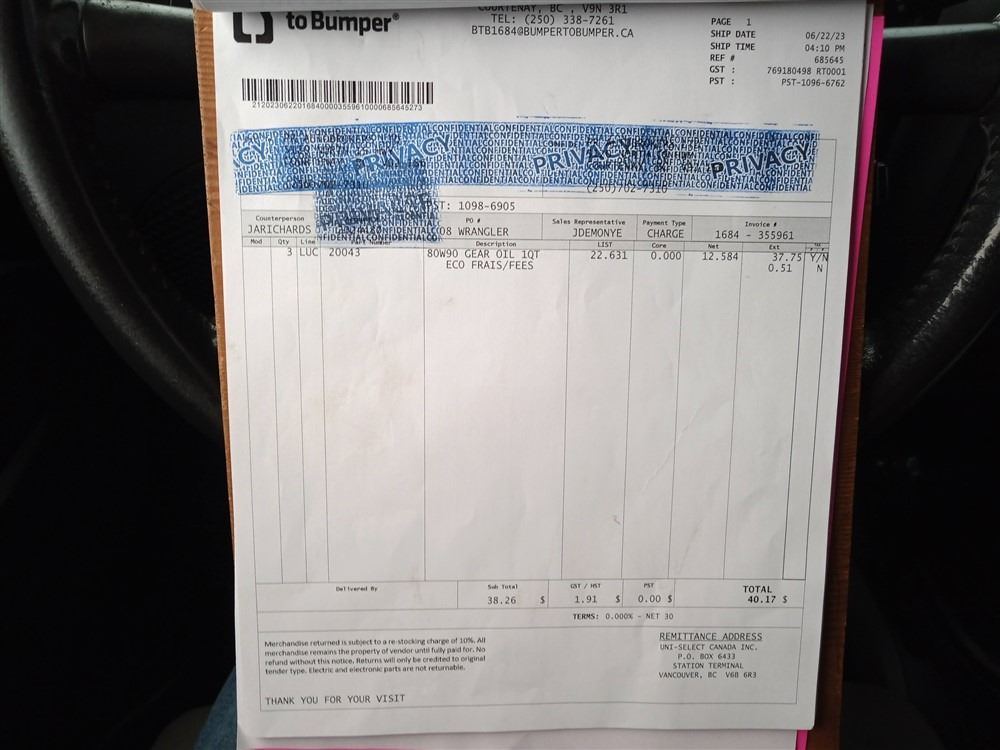 to Bumper®
COURTENAY, BC , V9N 3R1
TEL: (250) 338-7261
BTB1684@BUMPERTOBUMPER.CA
PAGE 1
SHIP DATE 06/22/23
SHIP TIME 04:10 PM
REF # 685645
GST : 769180498 RT0001
PST : PST-1096-6762
PRIVACY PRIVACY PRIVACY
ST: 1098-6905
Counterperson PO # Sales Representative Payment Type Invoice #
JARICHARDS 08 WRANGLER JDEMONYE CHARGE 1684 - 355961
Mod Qty Line Part Number Description LIST Core Net Ext
3 LUC 20043 80W90 GEAR OIL 1QT 22.631 0.000 12.584 37.75 Y/N
ECO FRAIS/FEES 0.51 N
Delivered By Sub Total GST / HST PST TOTAL
38.26 $ 1.91 $ 0.00 $ 40.17 $
TERMS: 0.000% - NET 30
Merchandise returned is subject to a re-stocking charge of 10%. All
merchandise remains the property of vendor until fully paid for. No
refund without this notice. Returns will only be credited to original
tender type. Electric and electronic parts are not returnable.
REMITTANCE ADDRESS
UNI-SELECT CANADA INC.
P.O. BOX 6433
STATION TERMINAL
VANCOUVER, BC V6B 6R3
THANK YOU FOR YOUR VISIT